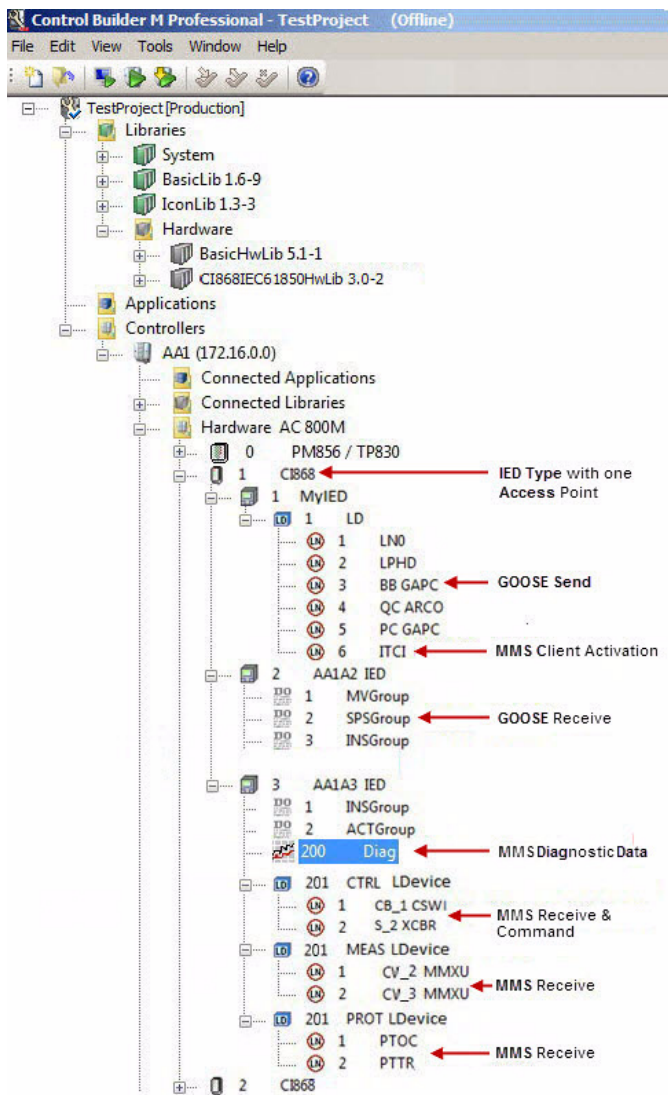 Control Builder M Professional - TestProject (Offline)
File Edit View Tools Window Help
TestProject [Production]
Libraries
System
BasicLib 1.6-9
IconLib 1.3-3
Hardware
BasicHwLib 5.1-1
CI868IEC61850HwLib 3.0-2
Applications
Controllers
AA1 (172.16.0.0)
Connected Applications
Connected Libraries
Hardware AC 800M
0 PM856 / TP830
1 CI868 IED Type with one
Access Point
1 MyIED
LD 1 LD
LN 1 LN0
LN 2 LPHD
LN 3 BB GAPC GOOSE Send
LN 4 QC ARCO
LN 5 PC GAPC
LN 6 ITCI MMS Client Activation
2 AA1A2 IED
DO 1 MVGroup
DO 2 SPSGroup GOOSE Receive
DO 3 INSGroup
3 AA1A3 IED
DO 1 INSGroup
DO 2 ACTGroup
200 Diag MMSDiagnostic Data
LD 201 CTRL LDevice
LN 1 CB_1 CSWI MMS Receive &
LN 2 S_2 XCBR Command
LD 201 MEAS LDevice
LN 1 CV_2 MMXU
LN 2 CV_3 MMXU MMS Receive
LD 201 PROT LDevice
LN 1 PTOC
LN 2 PTTR MMS Receive
2 CI868